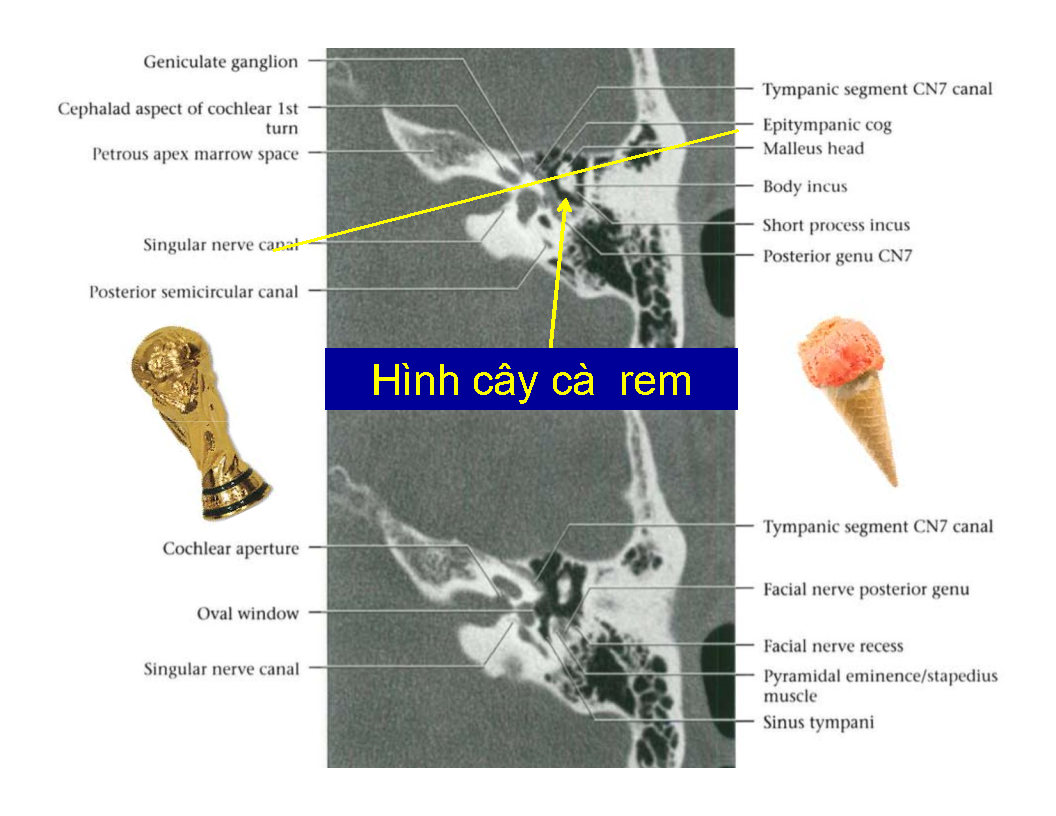 Geniculate ganglion
Cephalad aspect of cochlear 1st
turn
Petrous apex marrow space
Singular nerve canal
Posterior semicircular canal
Tympanic segment CN7 canal
Epitympanic cog
Malleus head
Body incus
Short process incus
Posterior genu CN7
Hình cây cà rem
Cochlear aperture
Oval window
Singular nerve canal
Tympanic segment CN7 canal
Facial nerve posterior genu
Facial nerve recess
Pyramidal eminence/stapedius
muscle
Sinus tympani